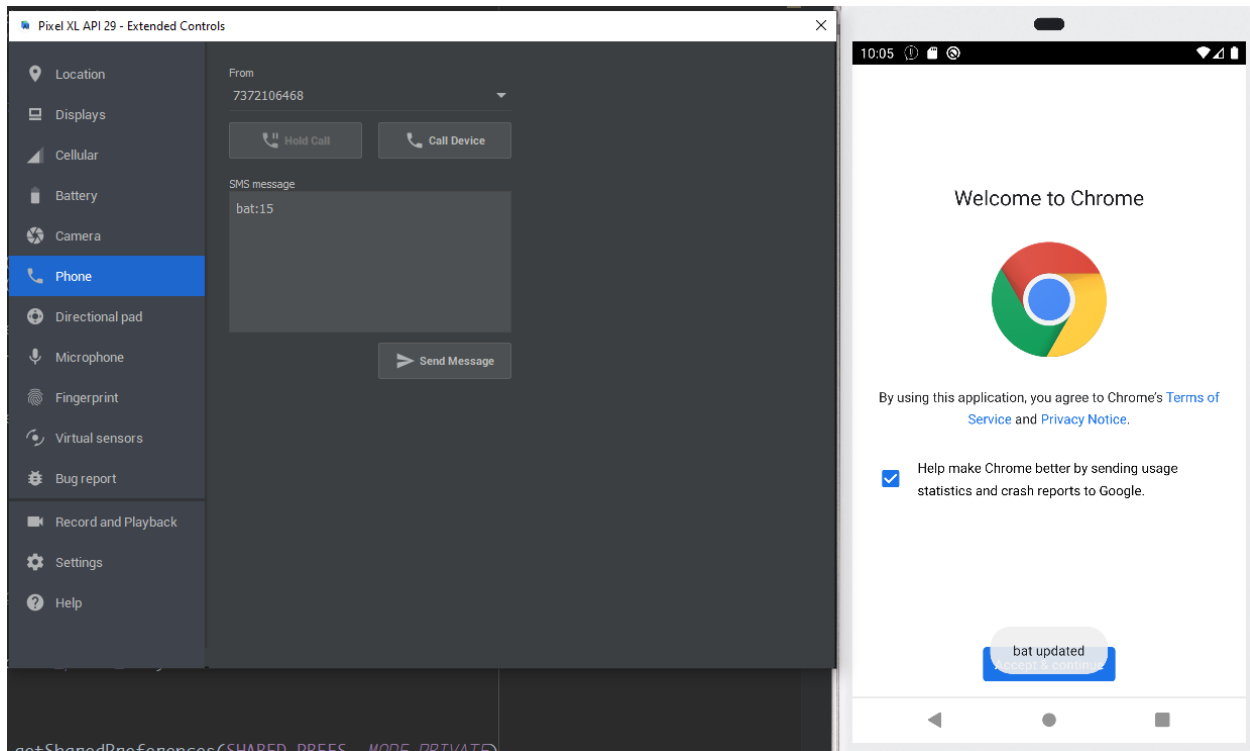 Pixel XL API 29 - Extended Controls
Location
Displays
Cellular
Battery
Camera
Phone
Directional pad
Microphone
Fingerprint
Virtual sensors
Bug report
Record and Playback
Settings
Help
From
7372106468
Hold Call
Call Device
SMS message
bat:15
Send Message
getSharedPreferences(SHARED_PREFS, MODE_PRIVATE)
10:05
Welcome to Chrome
By using this application, you agree to Chrome's Terms of
Service and Privacy Notice.
Help make Chrome better by sending usage
statistics and crash reports to Google.
bat updated
Accept & continue